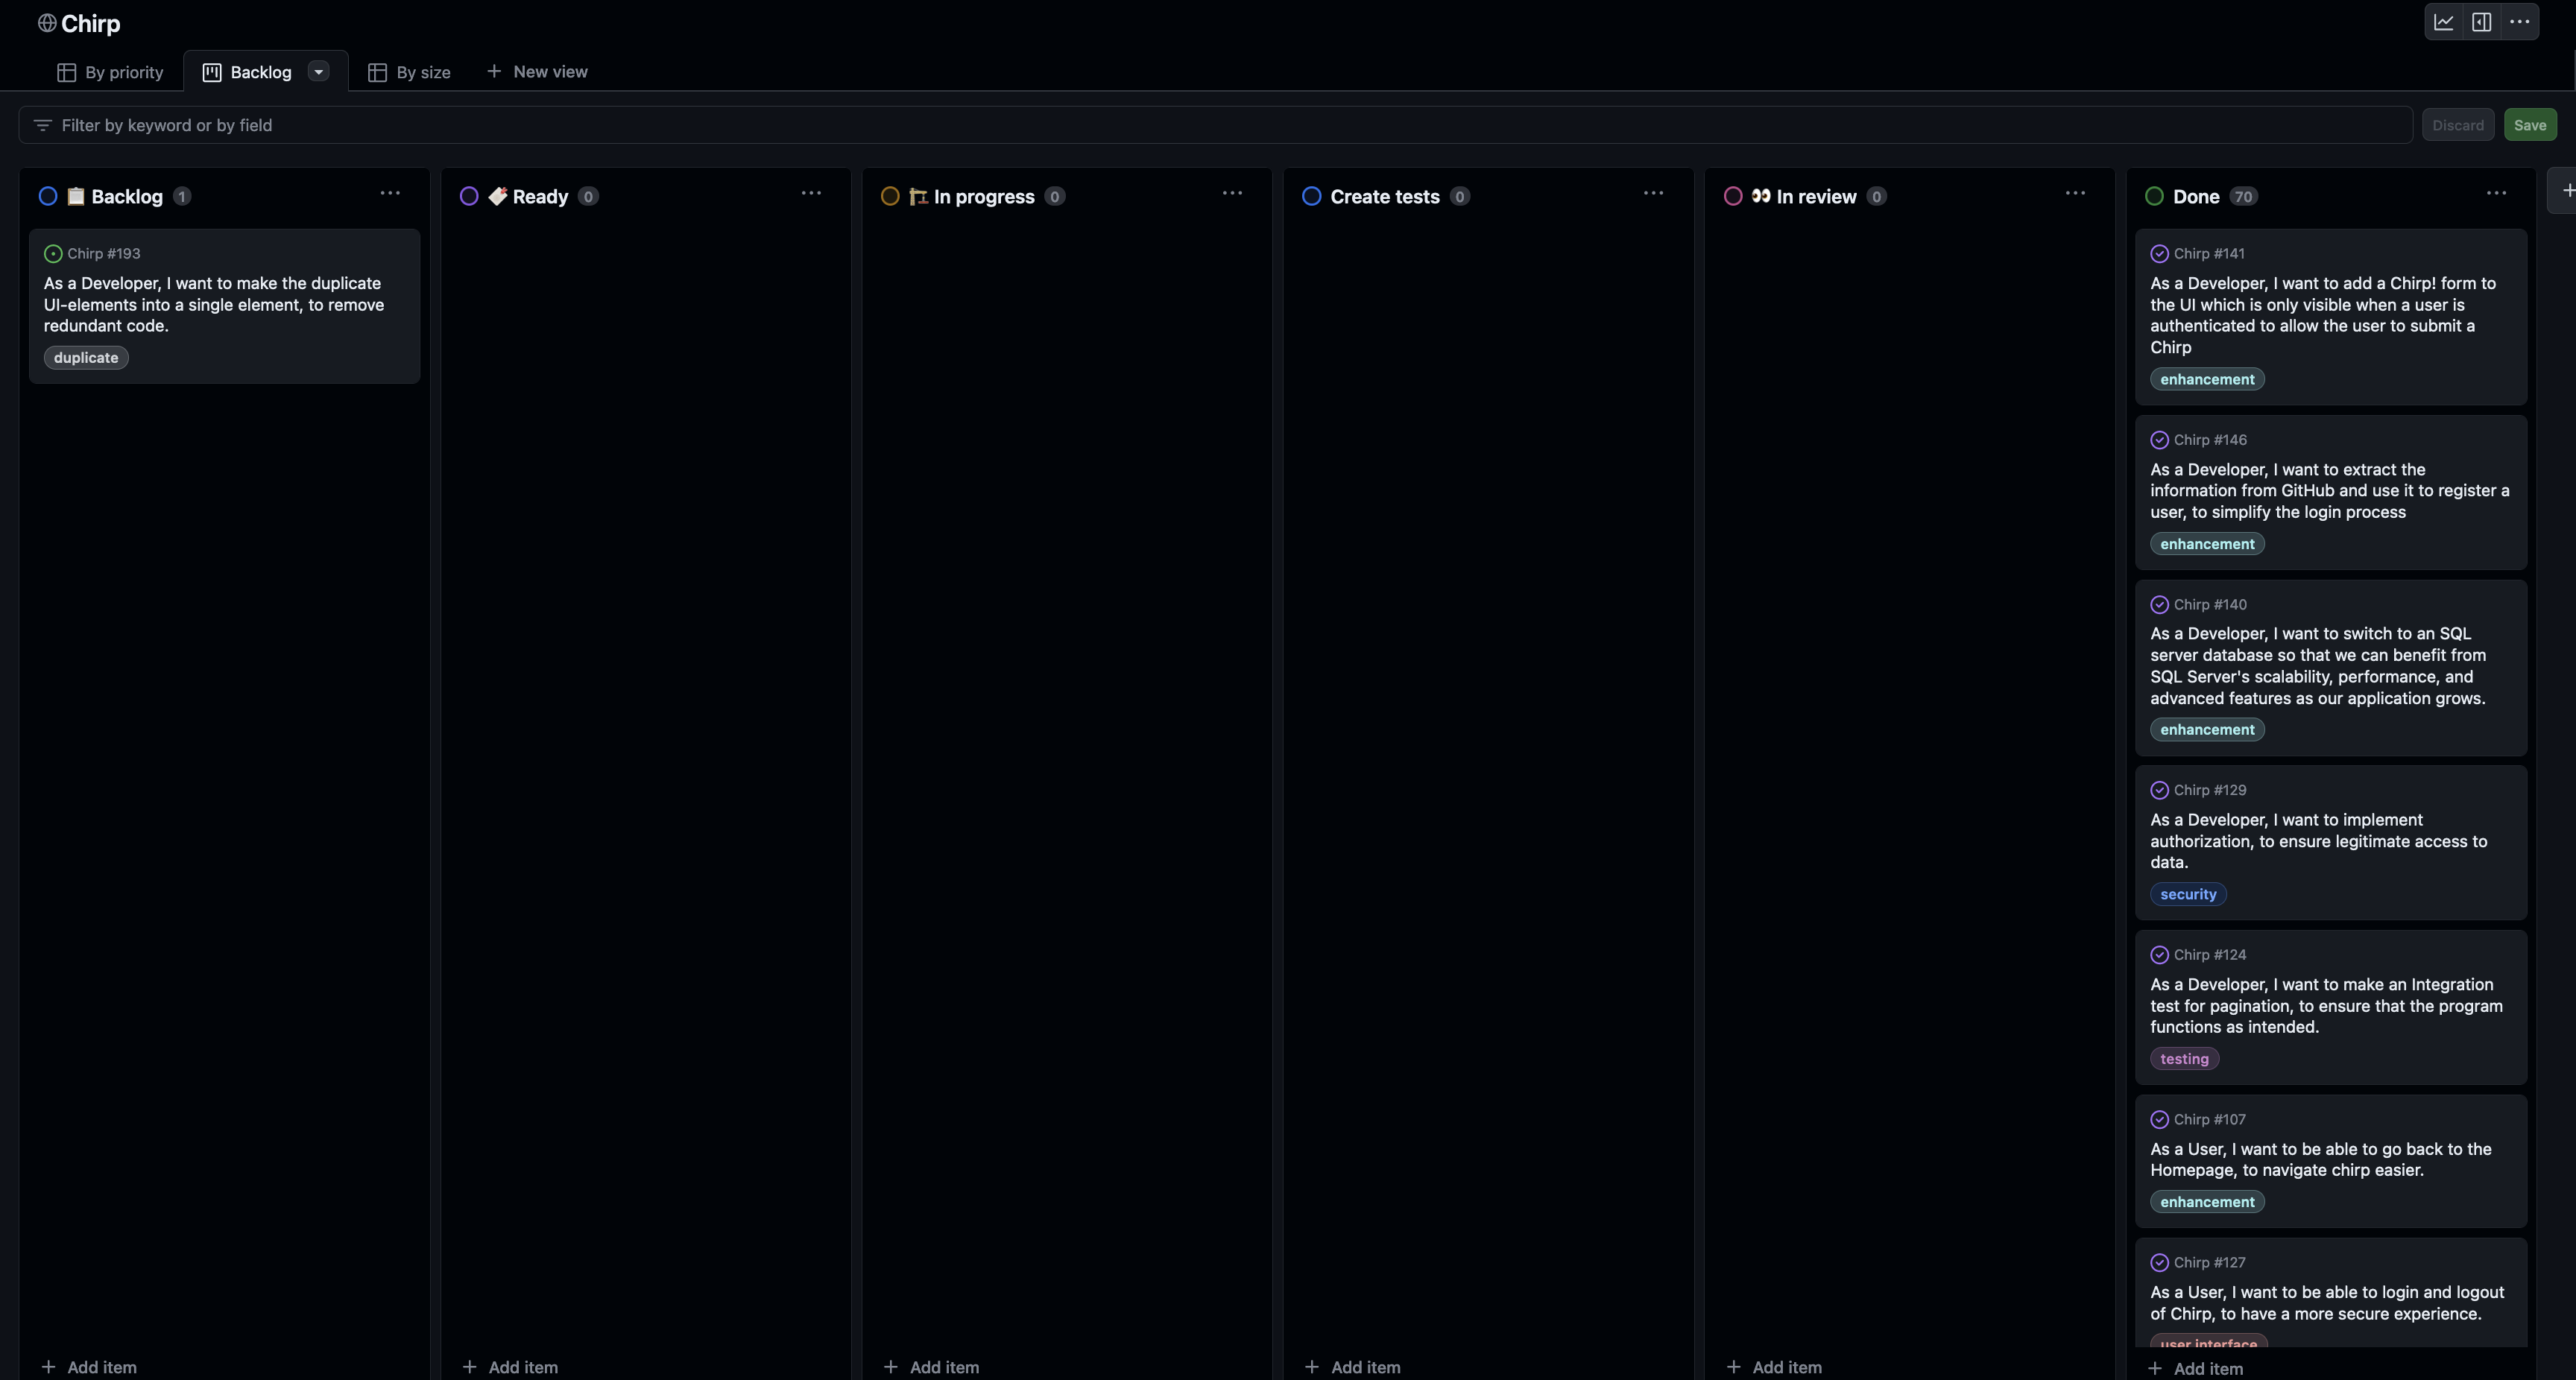 Chirp
By priority
Backlog
By size
New view
Filter by keyword or by field
Discard
Save
Backlog 1
Chirp #193
As a Developer, I want to make the duplicate
UI-elements into a single element, to remove
redundant code.
duplicate
Add item
Ready 0
Add item
In progress 0
Add item
Create tests 0
Add item
In review 0
Add item
Done 70
Chirp #141
As a Developer, I want to add a Chirp! form to
the UI which is only visible when a user is
authenticated to allow the user to submit a
Chirp
enhancement
Chirp #146
As a Developer, I want to extract the
information from GitHub and use it to register a
user, to simplify the login process
enhancement
Chirp #140
As a Developer, I want to switch to an SQL
server database so that we can benefit from
SQL Server's scalability, performance, and
advanced features as our application grows.
enhancement
Chirp #129
As a Developer, I want to implement
authorization, to ensure legitimate access to
data.
security
Chirp #124
As a Developer, I want to make an Integration
test for pagination, to ensure that the program
functions as intended.
testing
Chirp #107
As a User, I want to be able to go back to the
Homepage, to navigate chirp easier.
enhancement
Chirp #127
As a User, I want to be able to login and logout
of Chirp, to have a more secure experience.
user interface
Add item